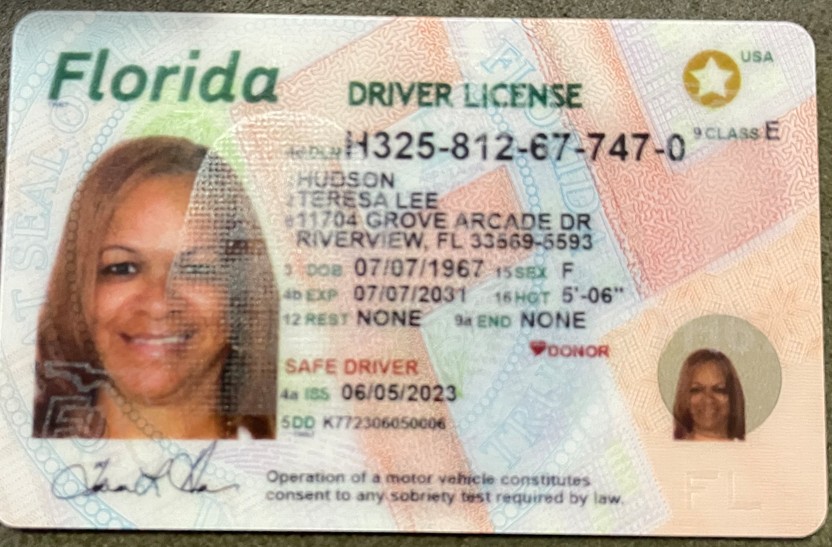 Florida
DRIVER LICENSE
USA
9 CLASS E
4d DLN H325-812-67-747-0
1 HUDSON
2 TERESA LEE
8 11704 GROVE ARCADE DR
RIVERVIEW, FL 33569-5593
3 DOB 07/07/1967 15 SEX F
4b EXP 07/07/2031 16 HGT 5'-06"
12 REST NONE 9a END NONE
DONOR
SAFE DRIVER
4a ISS 06/05/2023
5DD K772306050006
Operation of a motor vehicle constitutes
consent to any sobriety test required by law.
FL